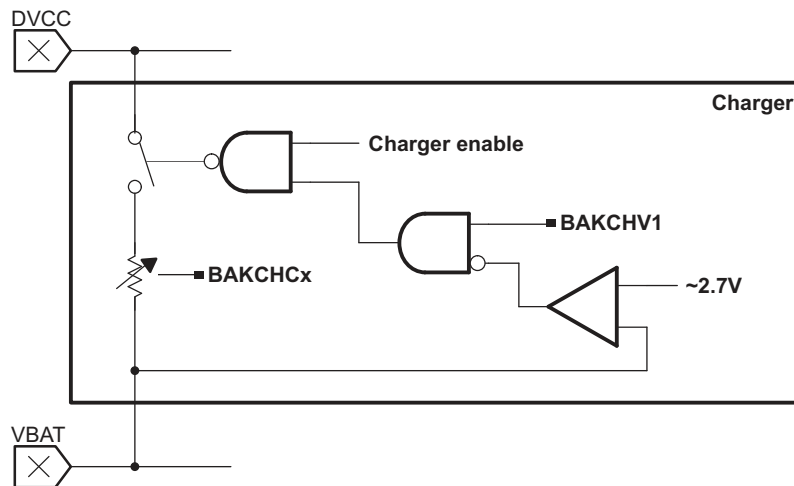 DVCC
Charger
Charger enable
BAKCHV1
BAKCHCx
~2.7V
VBAT